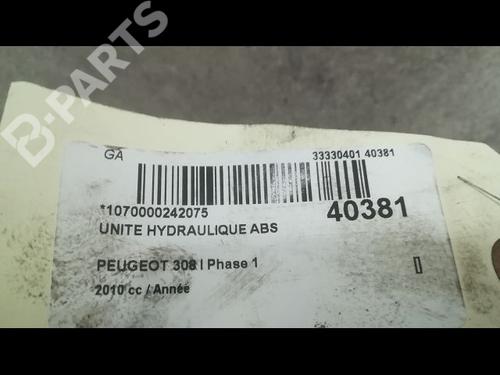 B-PARTS
GA 33330401 40381
*1070000242075 40381
UNITE HYDRAULIQUE ABS
PEUGEOT 308 I Phase 1
2010 cc / Année